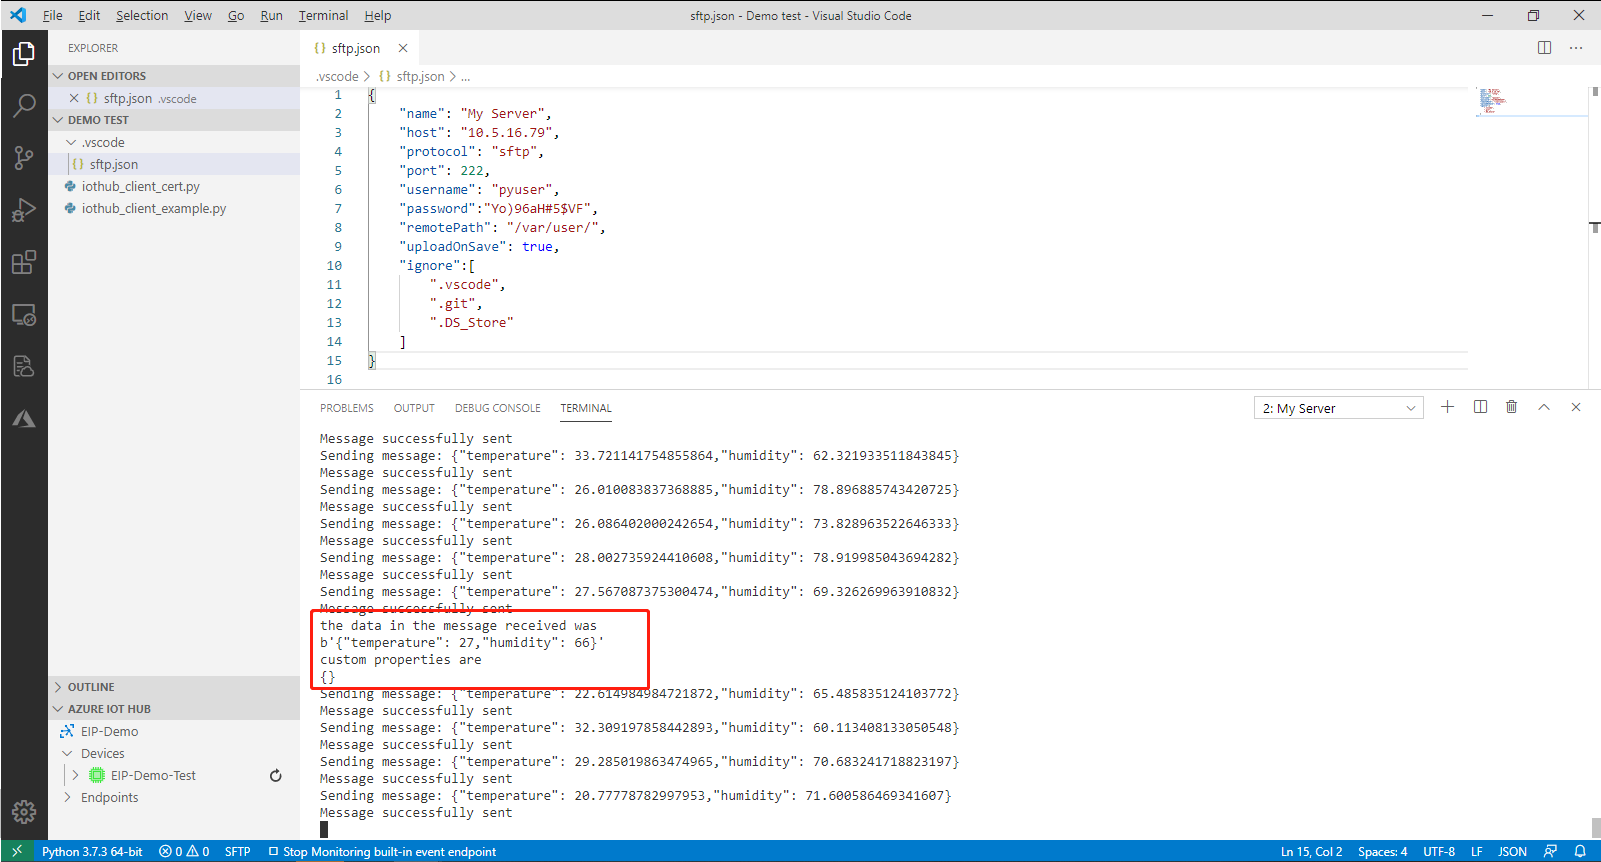 File Edit Selection View Go Run Terminal Help
sftp.json - Demo test - Visual Studio Code
EXPLORER
OPEN EDITORS
{} sftp.json .vscode
DEMO TEST
.vscode
{} sftp.json
iothub_client_cert.py
iothub_client_example.py
OUTLINE
AZURE IOT HUB
EIP-Demo
Devices
EIP-Demo-Test
Endpoints
{} sftp.json
.vscode > {} sftp.json > ...
1 {
2 "name": "My Server",
3 "host": "10.5.16.79",
4 "protocol": "sftp",
5 "port": 222,
6 "username": "pyuser",
7 "password":"Yo)96aH#5$VF",
8 "remotePath": "/var/user/",
9 "uploadOnSave": true,
10 "ignore":[
11 ".vscode",
12 ".git",
13 ".DS_Store"
14 ]
15 }
16
PROBLEMS OUTPUT DEBUG CONSOLE TERMINAL
2: My Server
Message successfully sent
Sending message: {"temperature": 33.721141754855864,"humidity": 62.321933511843845}
Message successfully sent
Sending message: {"temperature": 26.010083837368885,"humidity": 78.896885743420725}
Message successfully sent
Sending message: {"temperature": 26.086402000242654,"humidity": 73.828963522646333}
Message successfully sent
Sending message: {"temperature": 28.002735924410608,"humidity": 78.919985043694282}
Message successfully sent
Sending message: {"temperature": 27.567087375300474,"humidity": 69.326269963910832}
Message successfully sent
the data in the message received was
b'{"temperature": 27,"humidity": 66}'
custom properties are
{}
Sending message: {"temperature": 22.614984984721872,"humidity": 65.485835124103772}
Message successfully sent
Sending message: {"temperature": 32.309197858442893,"humidity": 60.113408133050548}
Message successfully sent
Sending message: {"temperature": 29.285019863474965,"humidity": 70.683241718823197}
Message successfully sent
Sending message: {"temperature": 20.77778782997953,"humidity": 71.600586469341607}
Message successfully sent
Python 3.7.3 64-bit 0 0 SFTP Stop Monitoring built-in event endpoint
Ln 15, Col 2 Spaces: 4 UTF-8 LF JSON